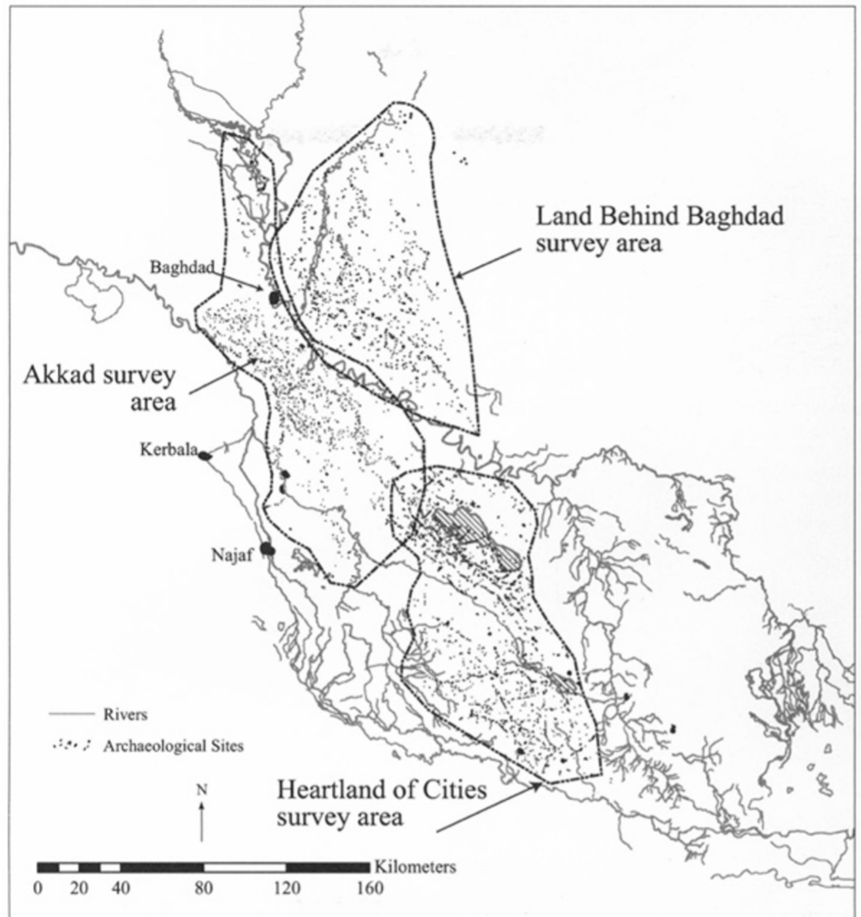 Land Behind Baghdad
survey area
Baghdad
Akkad survey
area
Kerbala
Najaf
Rivers
Archaeological Sites
N
Heartland of Cities
survey area
Kilometers
0 20 40 80 120 160